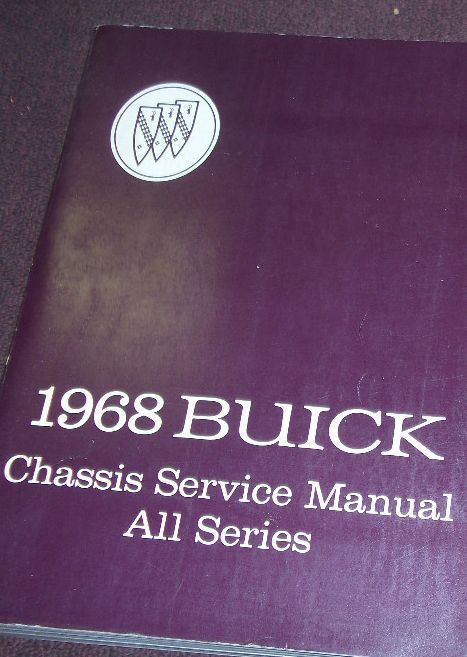 1968 BUICK
Chassis Service Manual
All Series